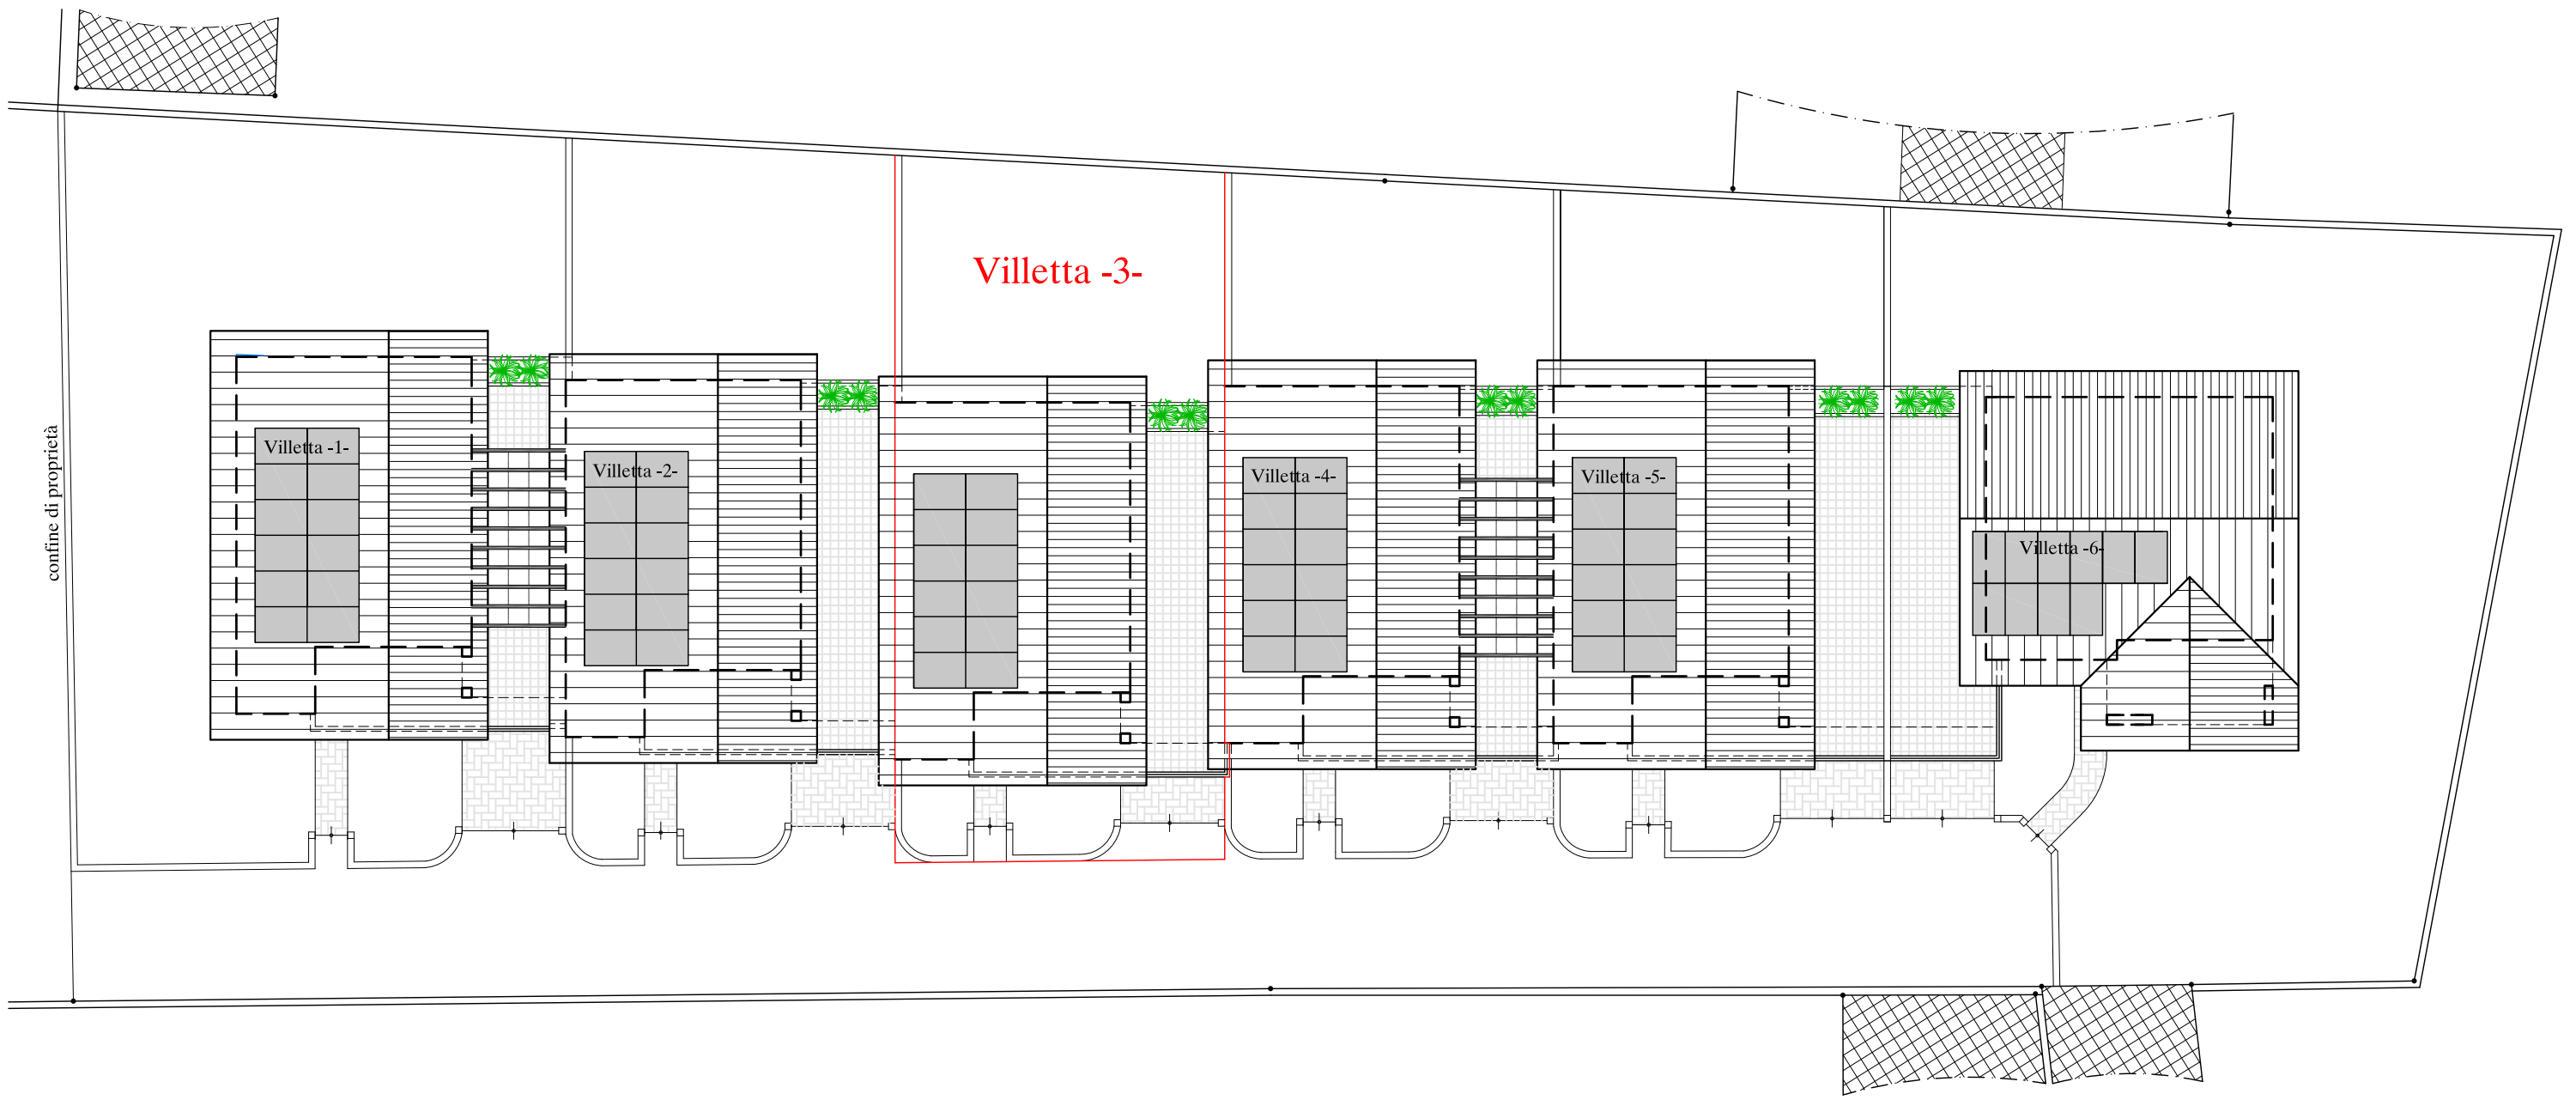 Villetta -3-
Villetta -1-
Villetta -2-
Villetta -4-
Villetta -5-
Villetta -6-
confine di proprietà